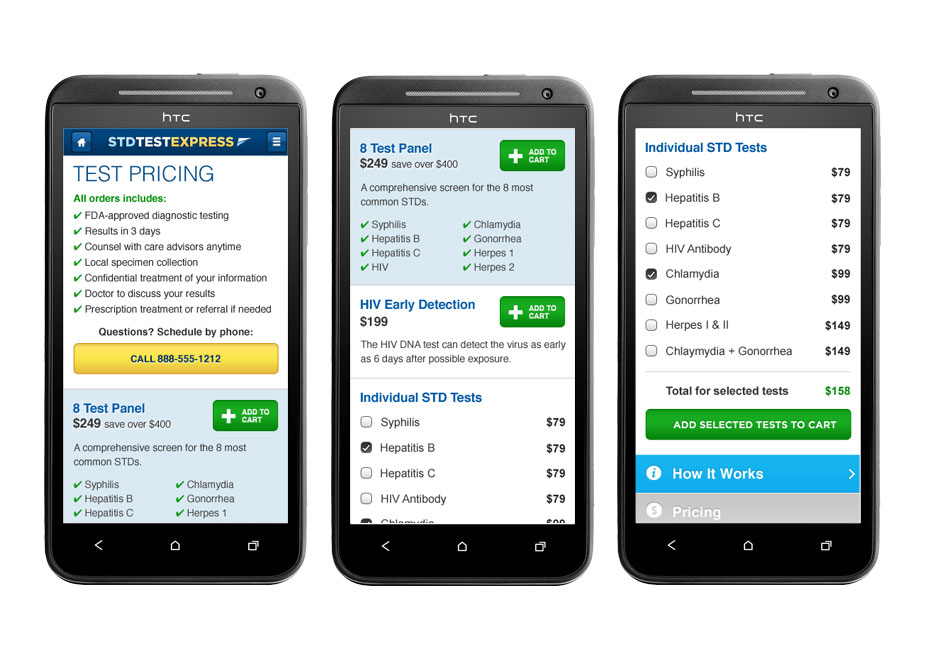 hTC
STDTESTEXPRESS
TEST PRICING
All orders includes:
✔ FDA-approved diagnostic testing
✔ Results in 3 days
✔ Counsel with care advisors anytime
✔ Local specimen collection
✔ Confidential treatment of your information
✔ Doctor to discuss your results
✔ Prescription treatment or referral if needed
Questions? Schedule by phone:
CALL 888-555-1212
8 Test Panel
$249 save over $400
+ ADD TO
CART
A comprehensive screen for the 8 most
common STDs.
✔ Syphilis ✔ Chlamydia
✔ Hepatitis B ✔ Gonorrhea
✔ Hepatitis C ✔ Herpes 1
hTC
8 Test Panel
$249 save over $400
+ ADD TO
CART
A comprehensive screen for the 8 most
common STDs.
✔ Syphilis ✔ Chlamydia
✔ Hepatitis B ✔ Gonorrhea
✔ Hepatitis C ✔ Herpes 1
✔ HIV ✔ Herpes 2
HIV Early Detection
$199
+ ADD TO
CART
The HIV DNA test can detect the virus as early
as 6 days after possible exposure.
Individual STD Tests
Syphilis $79
Hepatitis B $79
Hepatitis C $79
HIV Antibody $79
Chlamydia $99
hTC
Individual STD Tests
Syphilis $79
Hepatitis B $79
Hepatitis C $79
HIV Antibody $79
Chlamydia $99
Gonorrhea $99
Herpes I & II $149
Chlaymydia + Gonorrhea $149
Total for selected tests $158
ADD SELECTED TESTS TO CART
i How It Works
$ Pricing